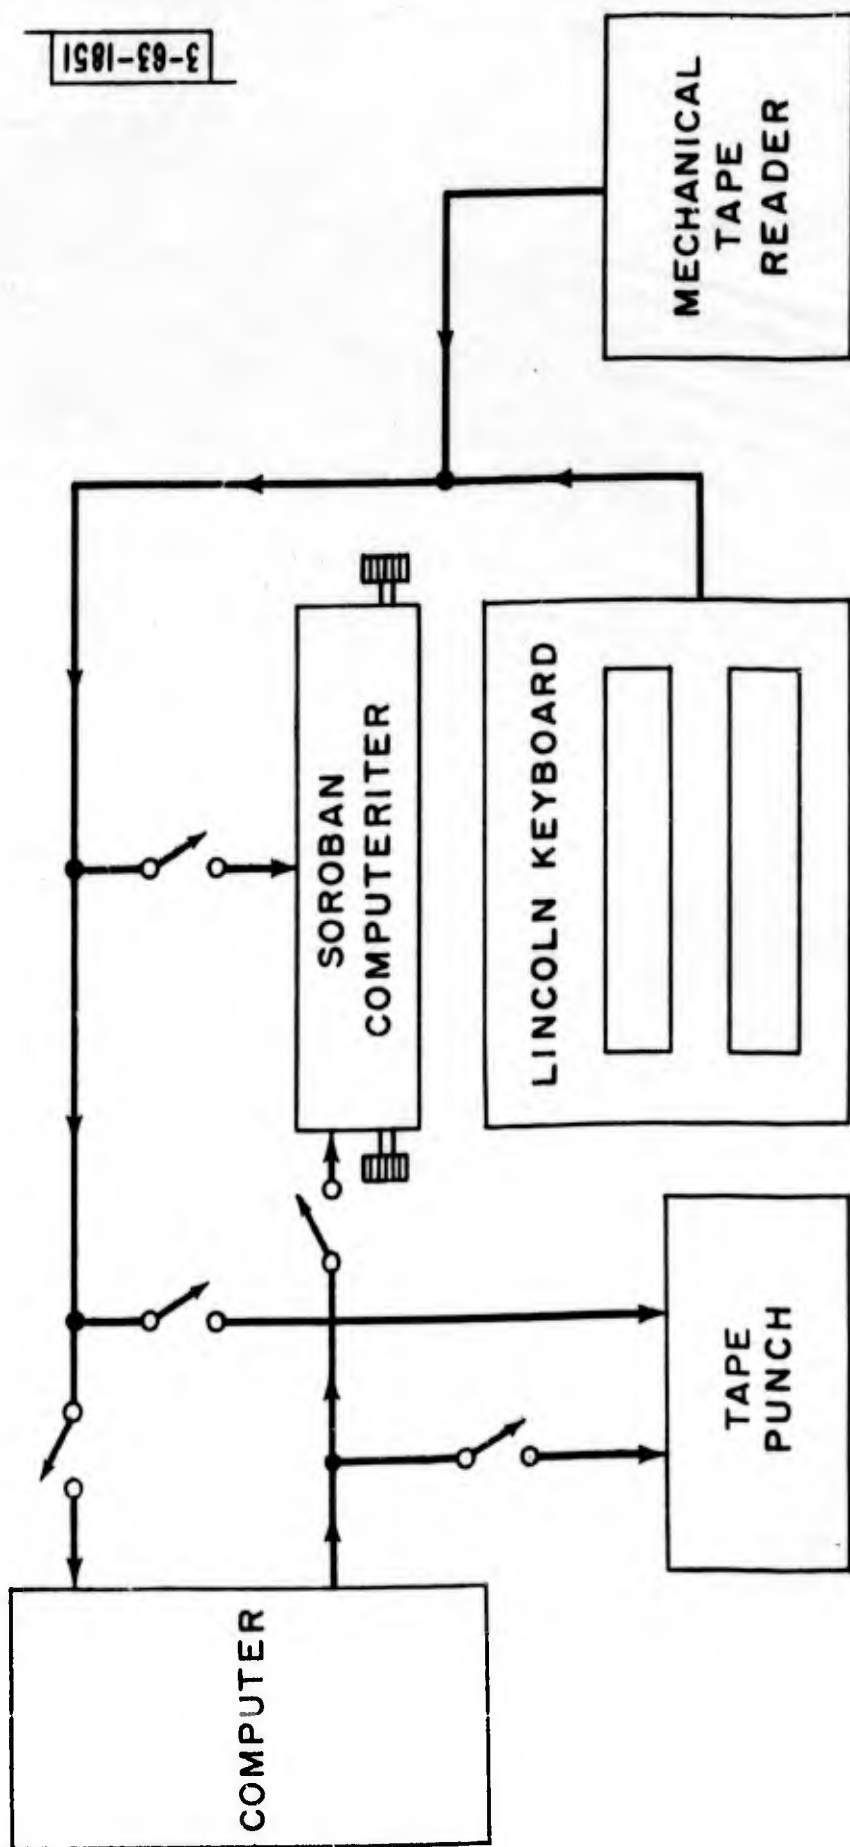 3-63-1851
COMPUTER
SOROBAN
COMPUTERITER
LINCOLN KEYBOARD
TAPE
PUNCH
MECHANICAL
TAPE
READER